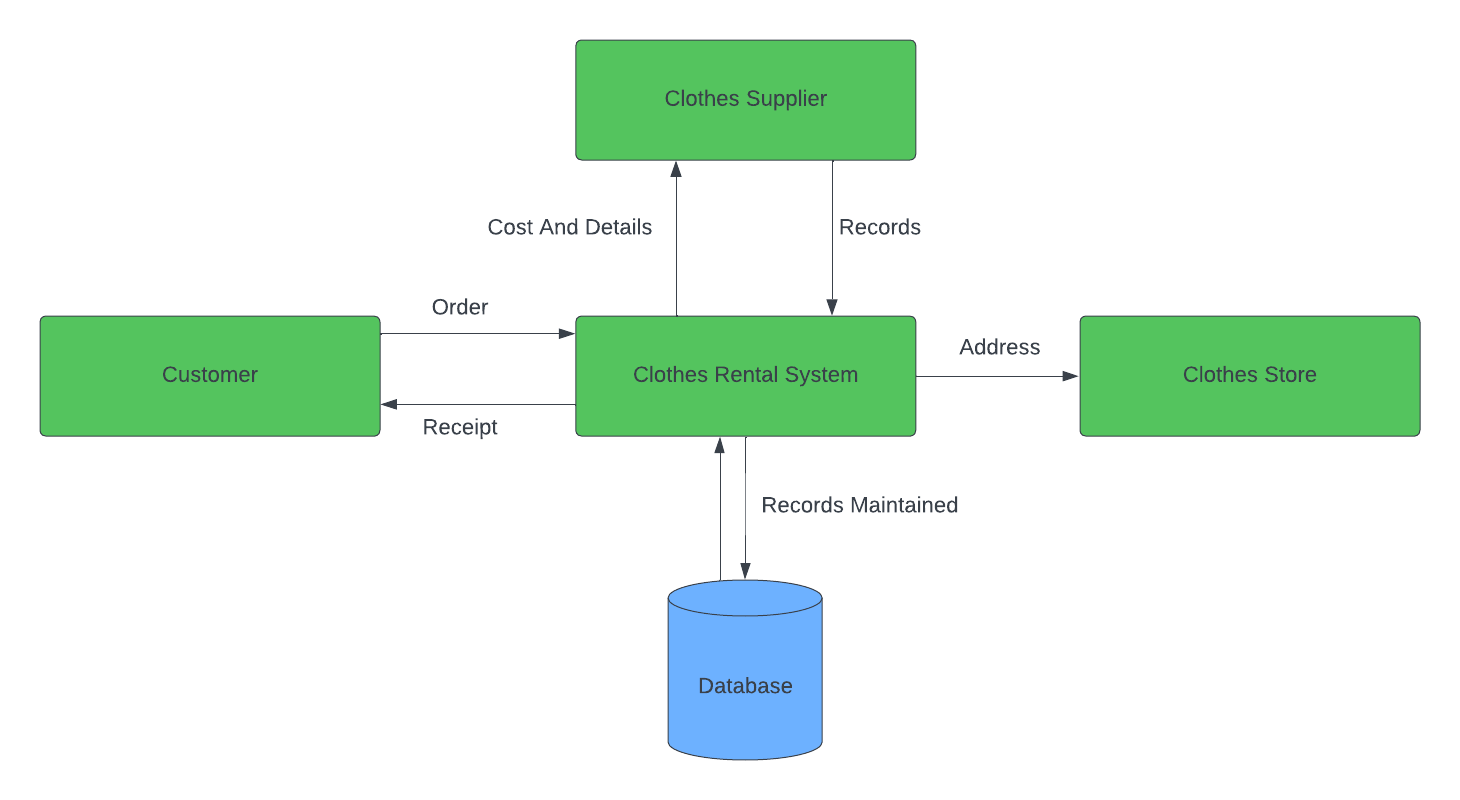 Clothes Supplier
Cost And Details
Records
Order
Customer
Clothes Rental System
Address
Clothes Store
Receipt
Records Maintained
Database